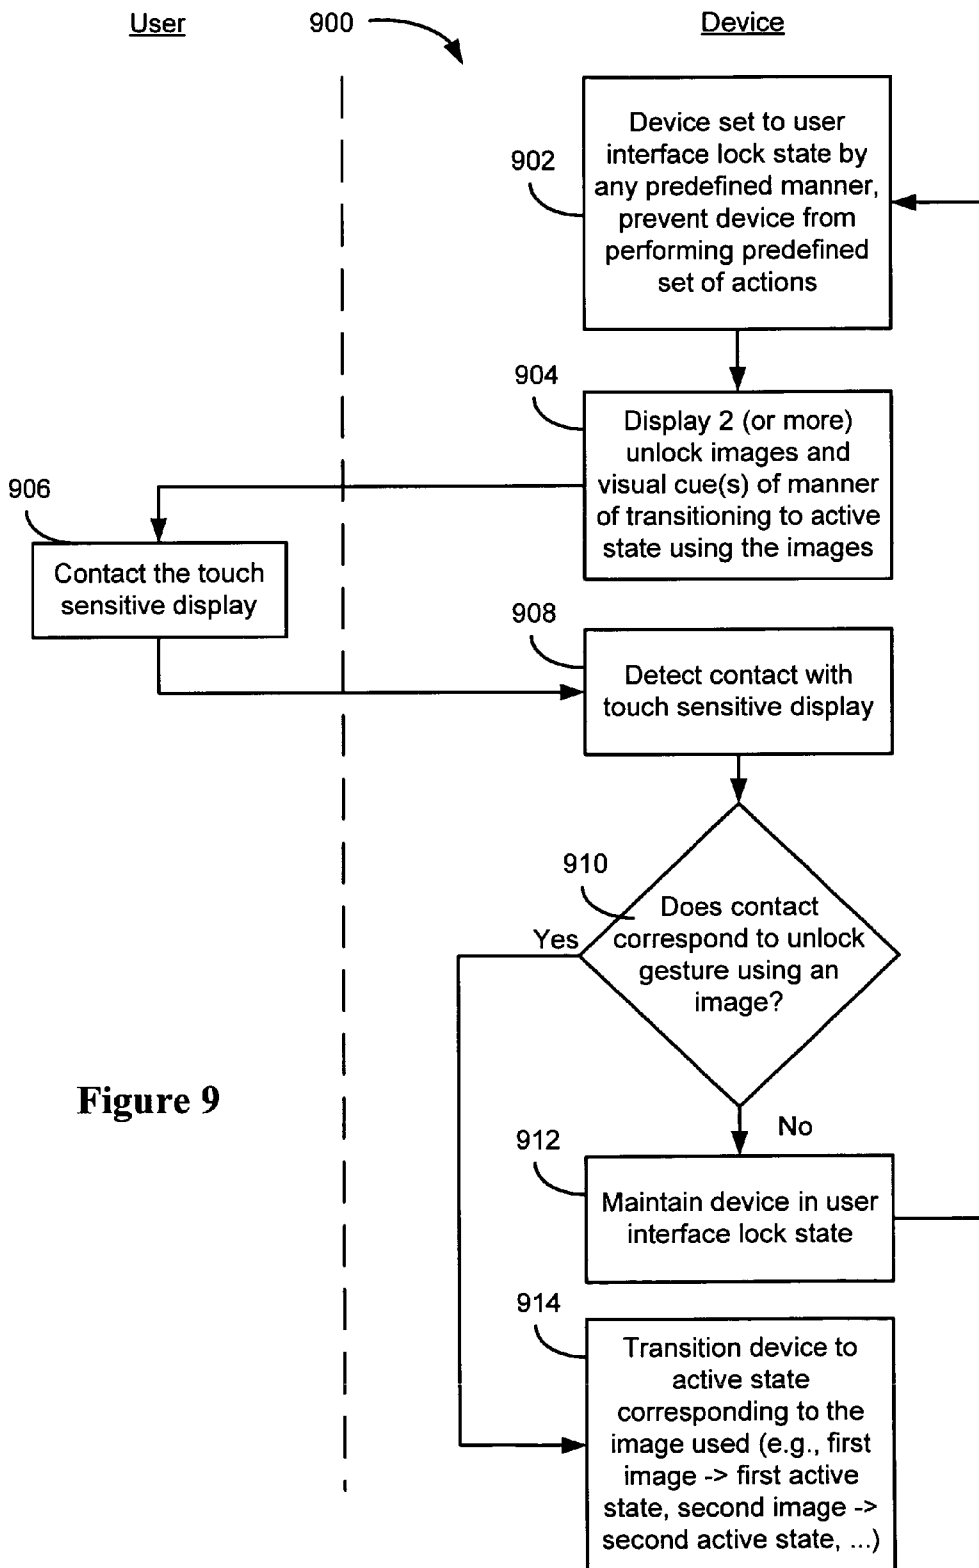 User
900
Device
902
Device set to user
interface lock state by
any predefined manner,
prevent device from
performing predefined
set of actions
904
Display 2 (or more)
unlock images and
visual cue(s) of manner
of transitioning to active
state using the images
906
Contact the touch
sensitive display
908
Detect contact with
touch sensitive display
910
Does contact
correspond to unlock
gesture using an
image?
Yes
No
Figure 9
912
Maintain device in user
interface lock state
914
Transition device to
active state
corresponding to the
image used (e.g., first
image -> first active
state, second image ->
second active state, ...)